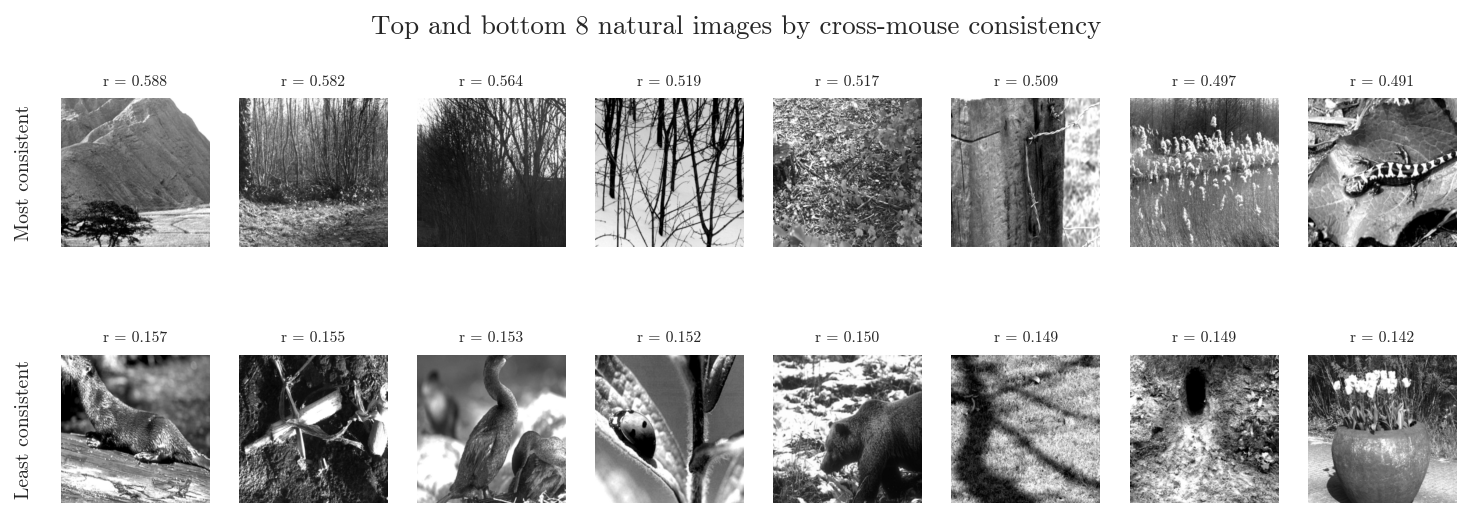 Top and bottom 8 natural images by cross-mouse consistency
Most consistent
r = 0.588
r = 0.582
r = 0.564
r = 0.519
r = 0.517
r = 0.509
r = 0.497
r = 0.491
Least consistent
r = 0.157
r = 0.155
r = 0.153
r = 0.152
r = 0.150
r = 0.149
r = 0.149
r = 0.142